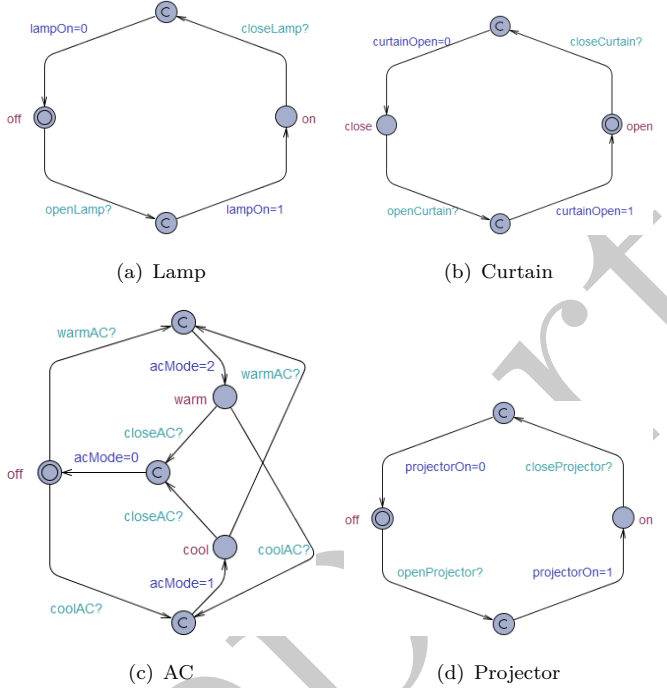 lampOn=0
closeLamp?
C
off
on
openLamp?
lampOn=1
C
(a) Lamp
curtainOpen=0
closeCurtain?
C
close
open
openCurtain?
curtainOpen=1
C
(b) Curtain
warmAC?
C
acMode=2
warmAC?
warm
closeAC?
acMode=0
off
C
closeAC?
cool
coolAC?
acMode=1
coolAC?
C
(c) AC
C
projectorOn=0
closeProjector?
off
on
openProjector?
projectorOn=1
C
(d) Projector